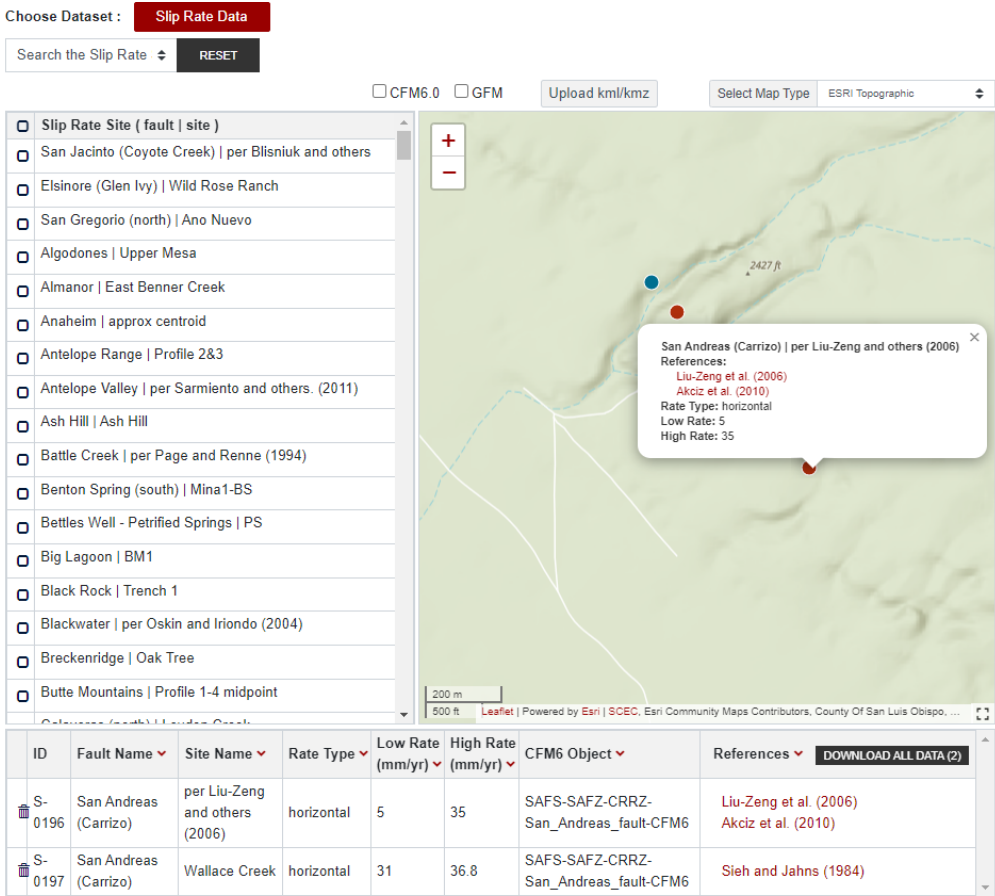 Choose Dataset : Slip Rate Data
Search the Slip Rate RESET
CFM6.0 GFM Upload kml/kmz Select Map Type ESRI Topographic
Slip Rate Site ( fault | site )
San Jacinto (Coyote Creek) | per Blisniuk and others
Elsinore (Glen Ivy) | Wild Rose Ranch
San Gregorio (north) | Ano Nuevo
Algodones | Upper Mesa
Almanor | East Benner Creek
Anaheim | approx centroid
Antelope Range | Profile 2&3
Antelope Valley | per Sarmiento and others. (2011)
Ash Hill | Ash Hill
Battle Creek | per Page and Renne (1994)
Benton Spring (south) | Mina1-BS
Bettles Well - Petrified Springs | PS
Big Lagoon | BM1
Black Rock | Trench 1
Blackwater | per Oskin and Iriondo (2004)
Breckenridge | Oak Tree
Butte Mountains | Profile 1-4 midpoint
+
−
2427 ft
×
San Andreas (Carrizo) | per Liu-Zeng and others (2006)
References:
Liu-Zeng et al. (2006)
Akciz et al. (2010)
Rate Type: horizontal
Low Rate: 5
High Rate: 35
200 m
500 ft
Leaflet | Powered by Esri | SCEC, Esri Community Maps Contributors, County Of San Luis Obispo, ...
ID Fault Name Site Name Rate Type Low Rate (mm/yr) High Rate (mm/yr) CFM6 Object References DOWNLOAD ALL DATA (2)
S-0196 San Andreas (Carrizo) per Liu-Zeng and others (2006) horizontal 5 35 SAFS-SAFZ-CRRZ-San_Andreas_fault-CFM6 Liu-Zeng et al. (2006) Akciz et al. (2010)
S-0197 San Andreas (Carrizo) Wallace Creek horizontal 31 36.8 SAFS-SAFZ-CRRZ-San_Andreas_fault-CFM6 Sieh and Jahns (1984)